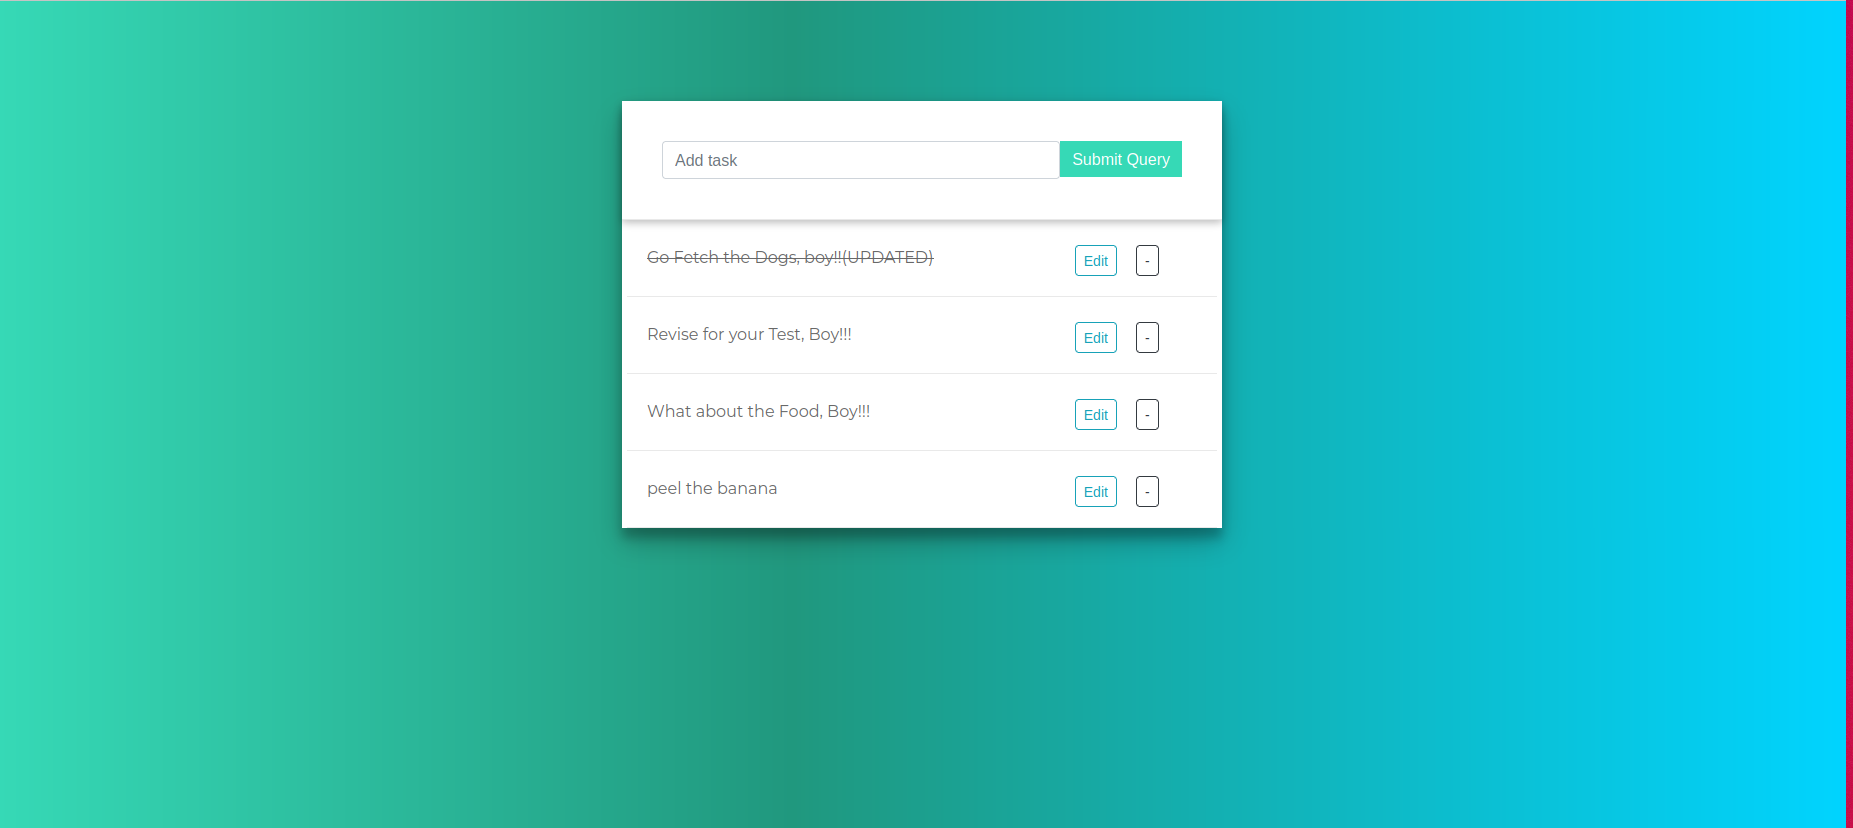 Add task
Submit Query
Go Fetch the Dogs, boy!!(UPDATED)
Edit
-
Revise for your Test, Boy!!!
Edit
-
What about the Food, Boy!!!
Edit
-
peel the banana
Edit
-